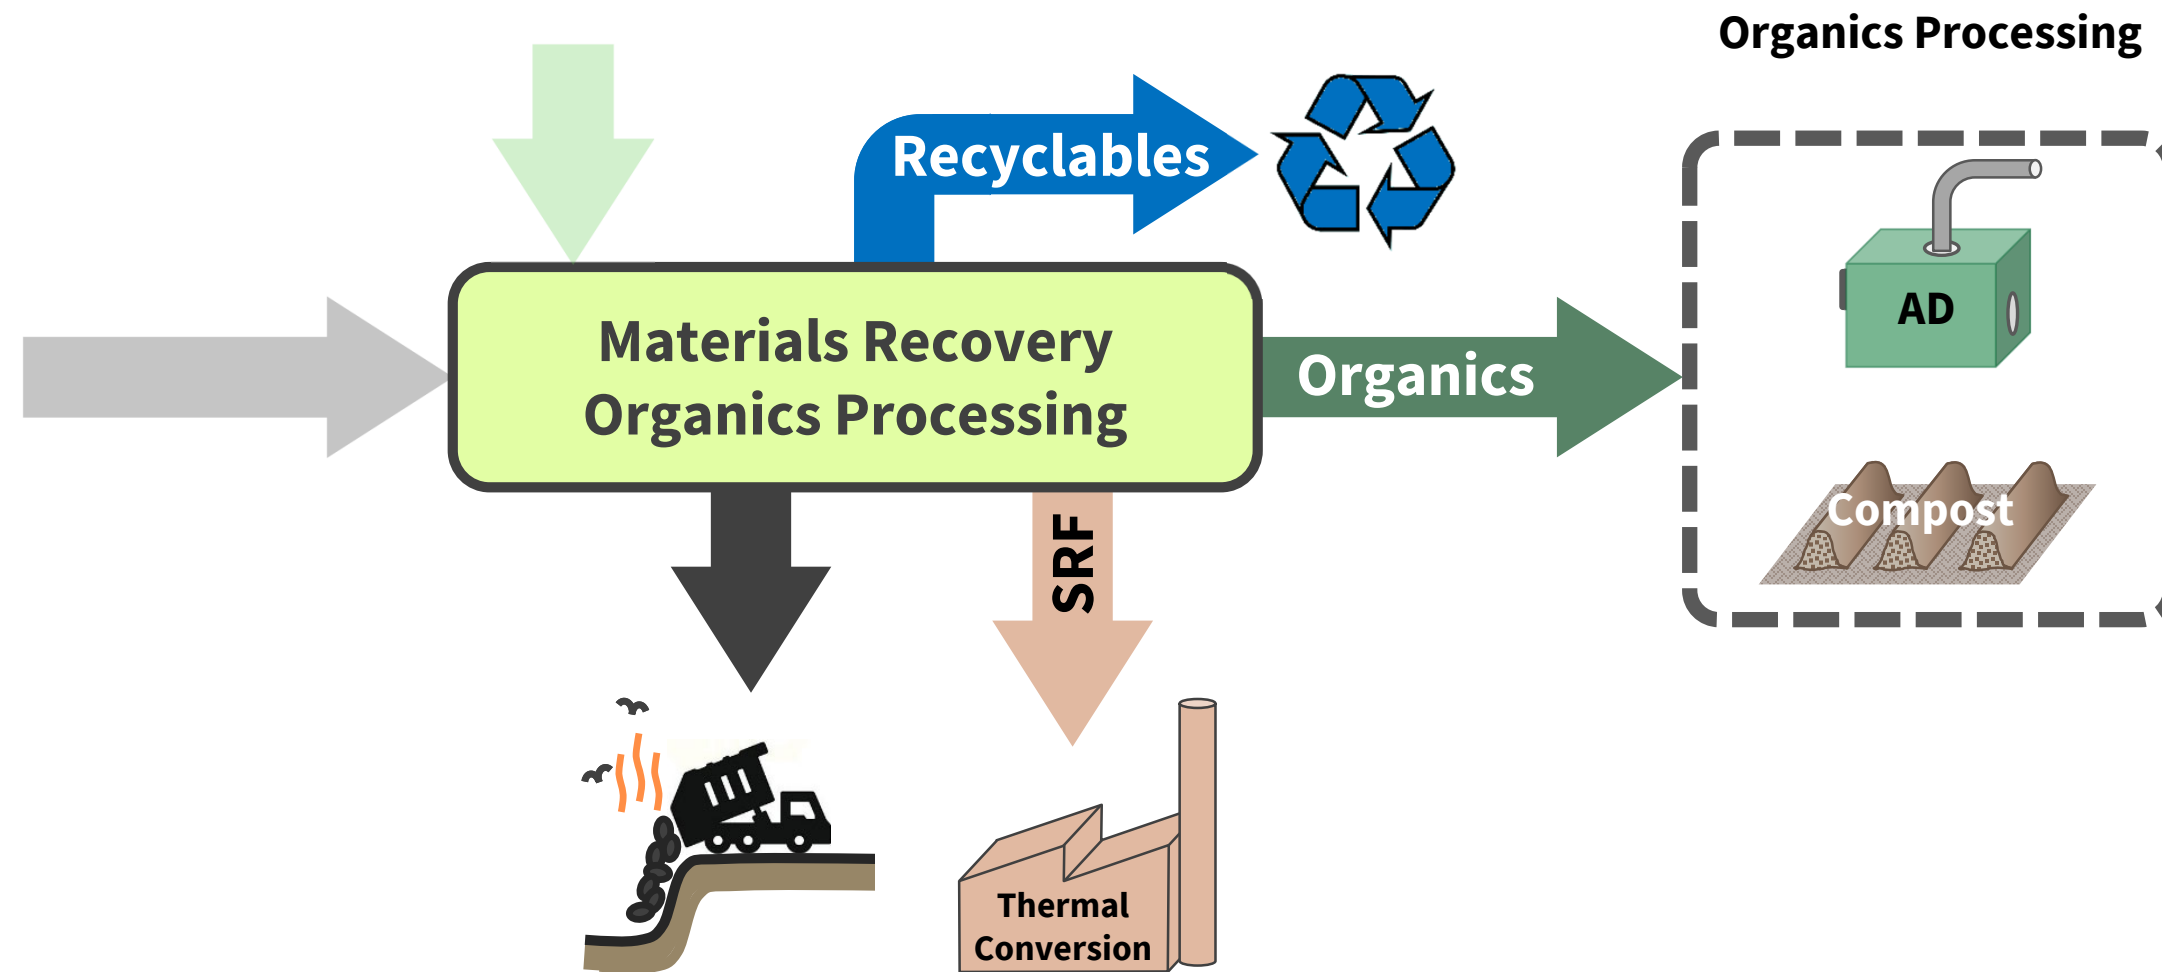 Organics Processing
Recyclables
Materials Recovery
Organics Processing
Organics
AD
Compost
SRF
Thermal
Conversion